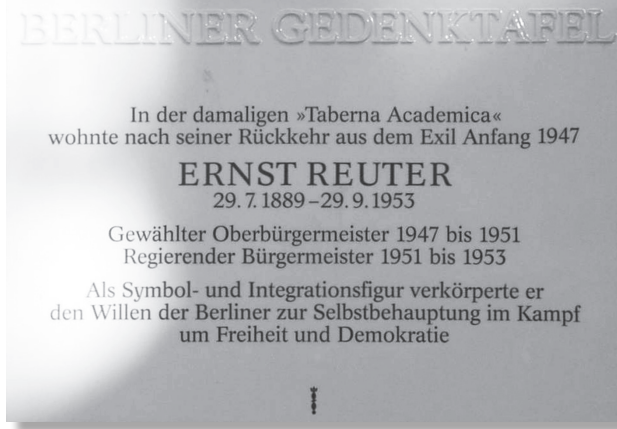 BERLINER GEDENKTAFEL
In der damaligen »Taberna Academica«
wohnte nach seiner Rückkehr aus dem Exil Anfang 1947
ERNST REUTER
29. 7. 1889 – 29. 9. 1953
Gewählter Oberbürgermeister 1947 bis 1951
Regierender Bürgermeister 1951 bis 1953
Als Symbol- und Integrationsfigur verkörperte er
den Willen der Berliner zur Selbstbehauptung im Kampf
um Freiheit und Demokratie